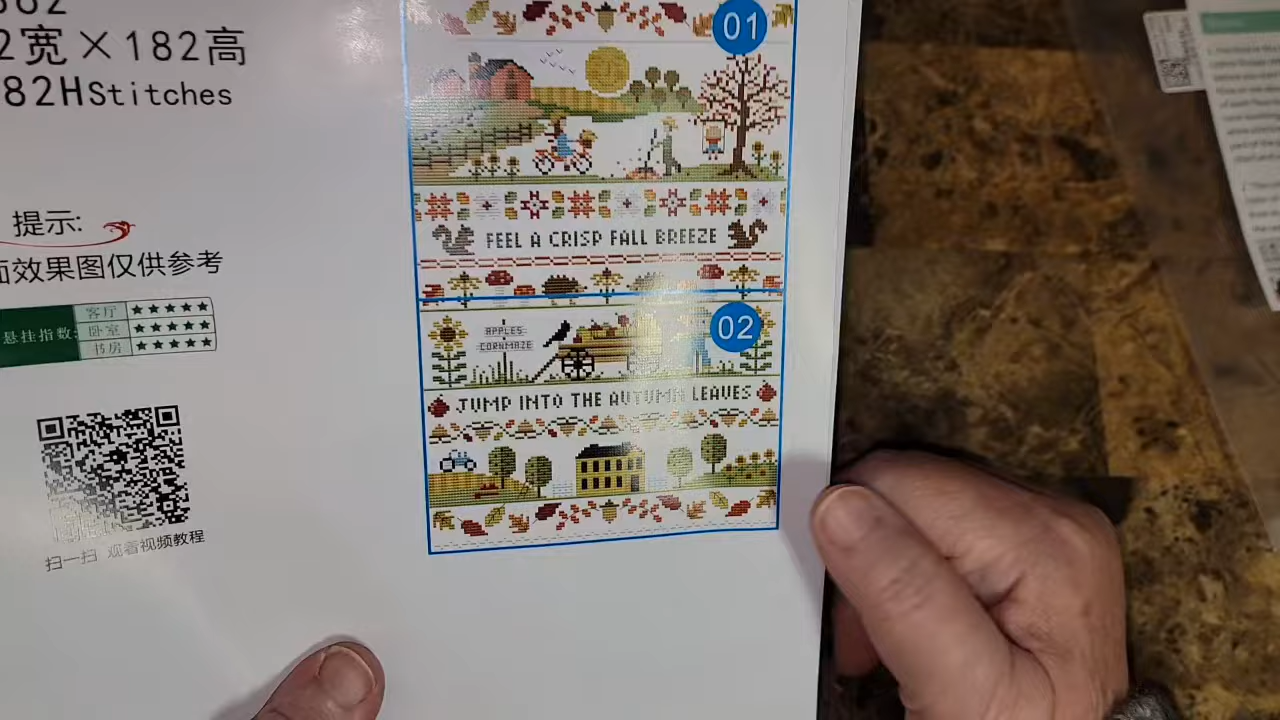 2宽×182高
82HStitches
提示:
面效果图仅供参考
悬挂指数:
客厅 ★★★★★
卧室 ★★★★★
书房 ★★★★★
扫一扫 观看视频教程
01
FEEL A CRISP FALL BREEZE
02
APPLES
CORNMAZE
JUMP INTO THE AUTUMN LEAVES